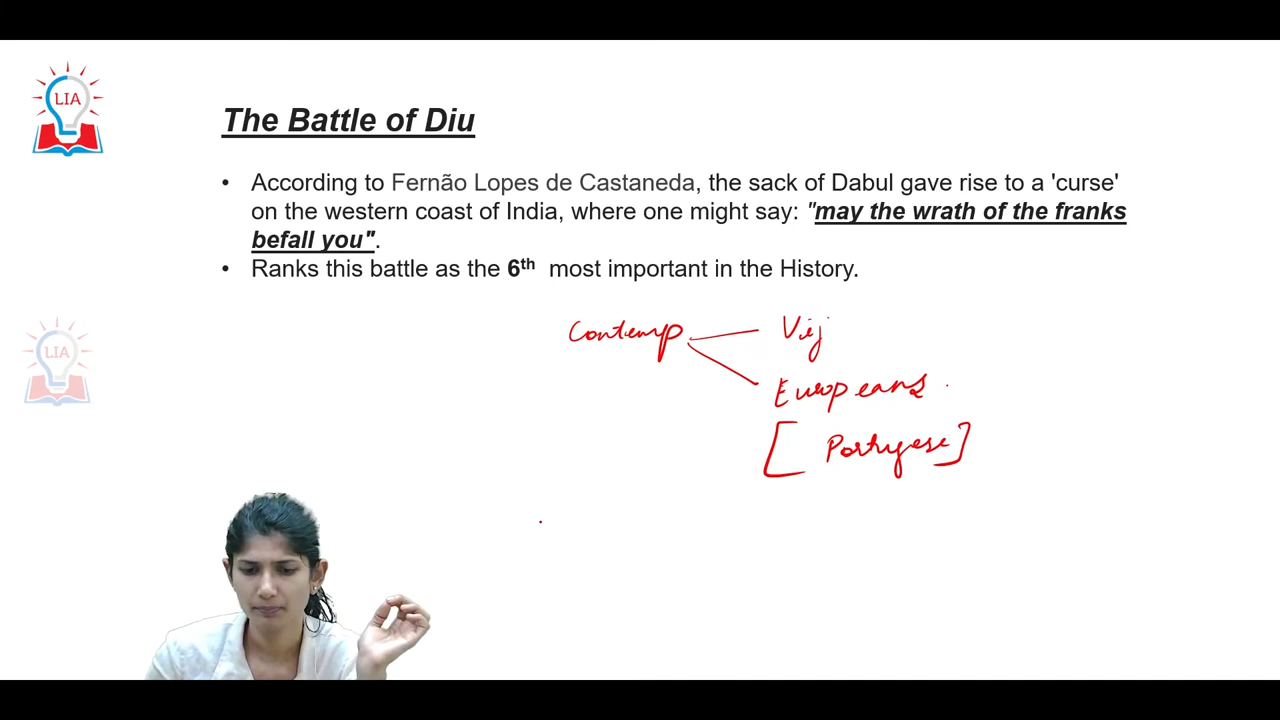 LIA
The Battle of Diu
• According to Fernão Lopes de Castaneda, the sack of Dabul gave rise to a 'curse'
on the western coast of India, where one might say: "may the wrath of the franks
befall you".
• Ranks this battle as the 6th most important in the History.
LIA
Contemp
Viej
Europeans
[Portugese]